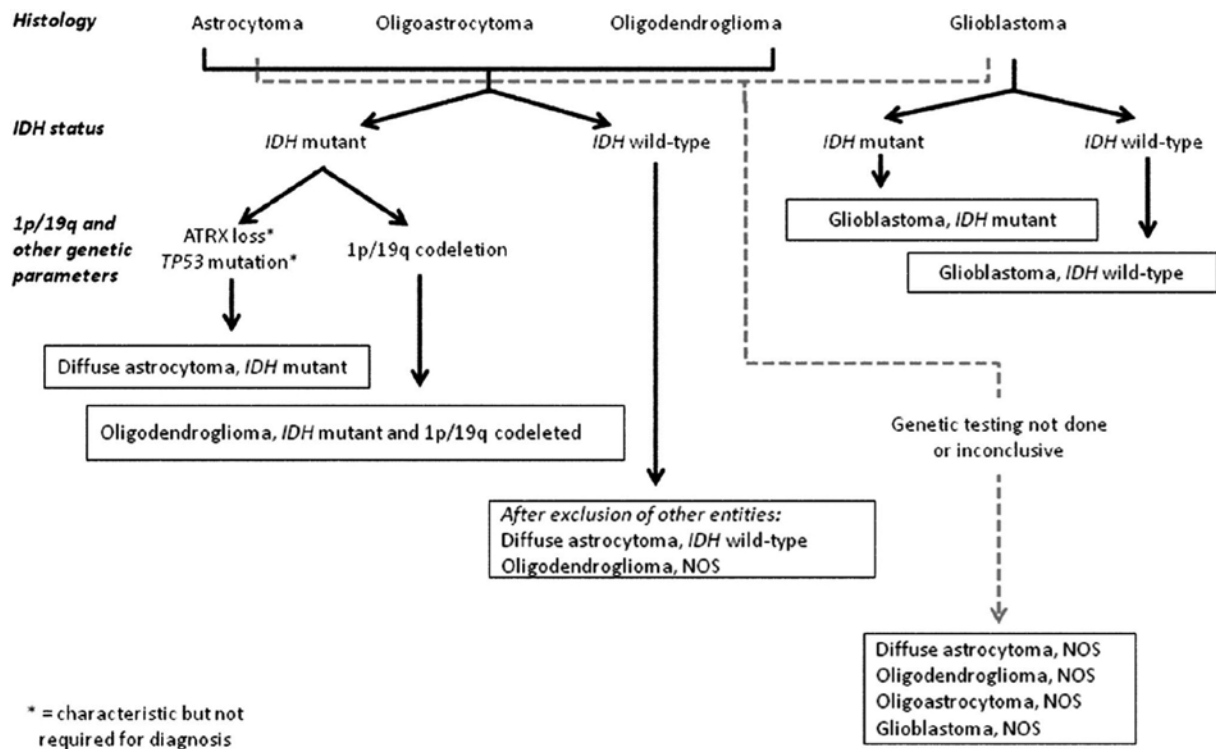 Histology
Astrocytoma
Oligoastrocytoma
Oligodendroglioma
Glioblastoma
IDH status
IDH mutant
IDH wild-type
IDH mutant
IDH wild-type
1p/19q and
other genetic
parameters
ATRX loss*
TP53 mutation*
1p/19q codeletion
Glioblastoma, IDH mutant
Glioblastoma, IDH wild-type
Diffuse astrocytoma, IDH mutant
Oligodendroglioma, IDH mutant and 1p/19q codeleted
Genetic testing not done
or inconclusive
After exclusion of other entities:
Diffuse astrocytoma, IDH wild-type
Oligodendroglioma, NOS
Diffuse astrocytoma, NOS
Oligodendroglioma, NOS
Oligoastrocytoma, NOS
Glioblastoma, NOS
* = characteristic but not
required for diagnosis